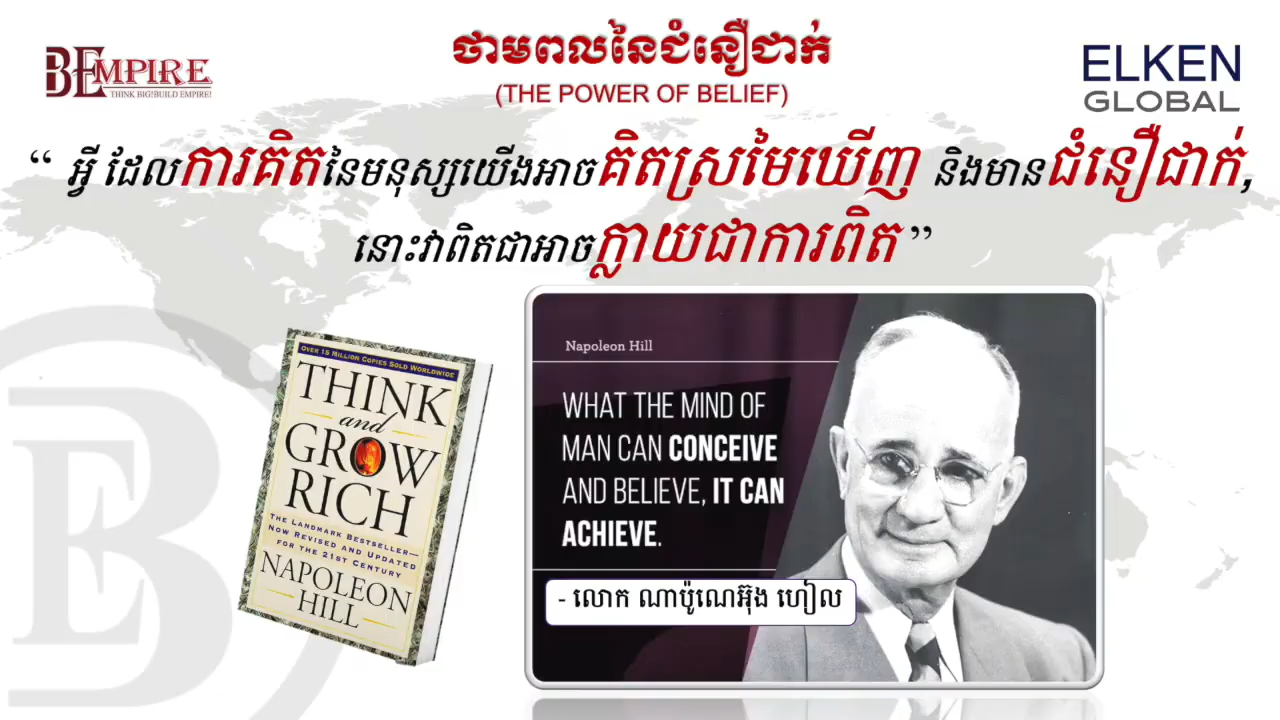 BEMPIRE
THINK BIG!BUILD EMPIRE!
ថាមពលនៃជំនឿជាក់
(THE POWER OF BELIEF)
ELKEN
GLOBAL
“ អ្វី ដែលការគិតនៃមនុស្សយើងអាចគិតស្រមៃឃើញ និងមានជំនឿជាក់,
នោះវាពិតជាអាចក្លាយជាការពិត ”
OVER 15 MILLION COPIES SOLD WORLDWIDE
THINK
and
GROW
RICH
THE LANDMARK BESTSELLER—
NOW REVISED AND UPDATED
FOR THE 21ST CENTURY
NAPOLEON
HILL
Napoleon Hill
WHAT THE MIND OF
MAN CAN CONCEIVE
AND BELIEVE, IT CAN
ACHIEVE.
- លោក ណាប៉ូណេអ៊ុង ហៀល